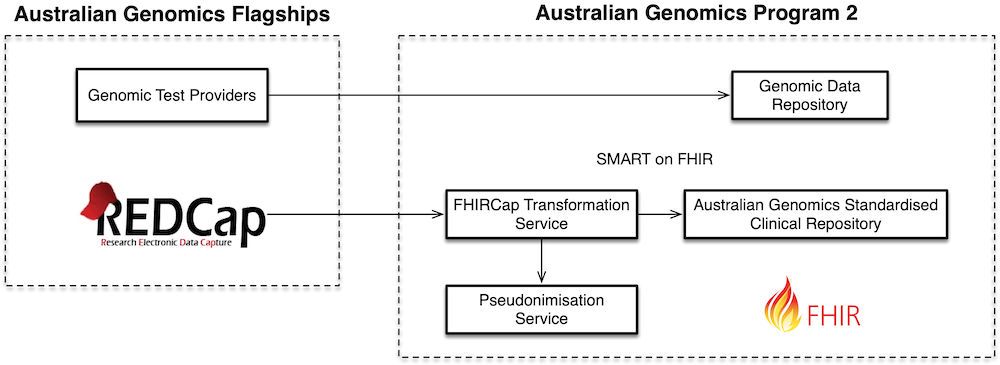 Australian Genomics Flagships
Australian Genomics Program 2
Genomic Test Providers
Genomic Data
Repository
SMART on FHIR
REDCap
Research Electronic Data Capture
FHIRCap Transformation
Service
Australian Genomics Standardised
Clinical Repository
Pseudonimisation
Service
FHIR